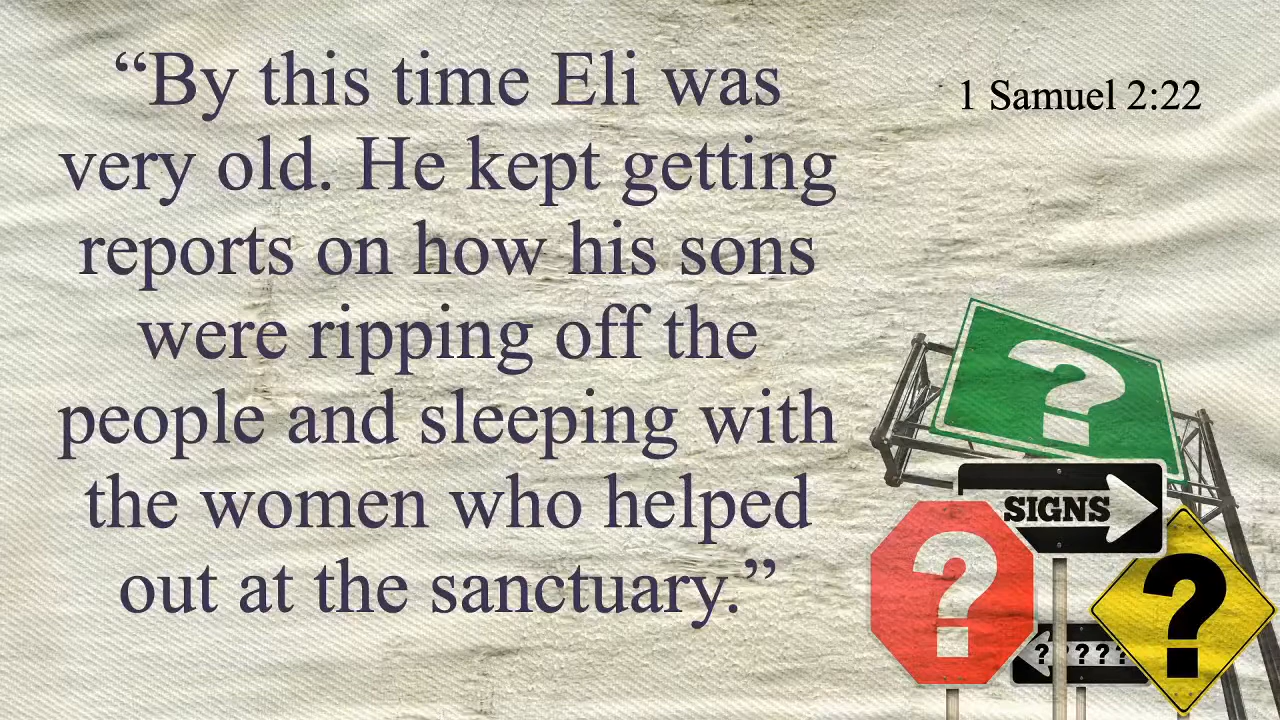 “By this time Eli was
very old. He kept getting
reports on how his sons
were ripping off the
people and sleeping with
the women who helped
out at the sanctuary.”
1 Samuel 2:22
?
SIGNS
?
?
? ? ? ?